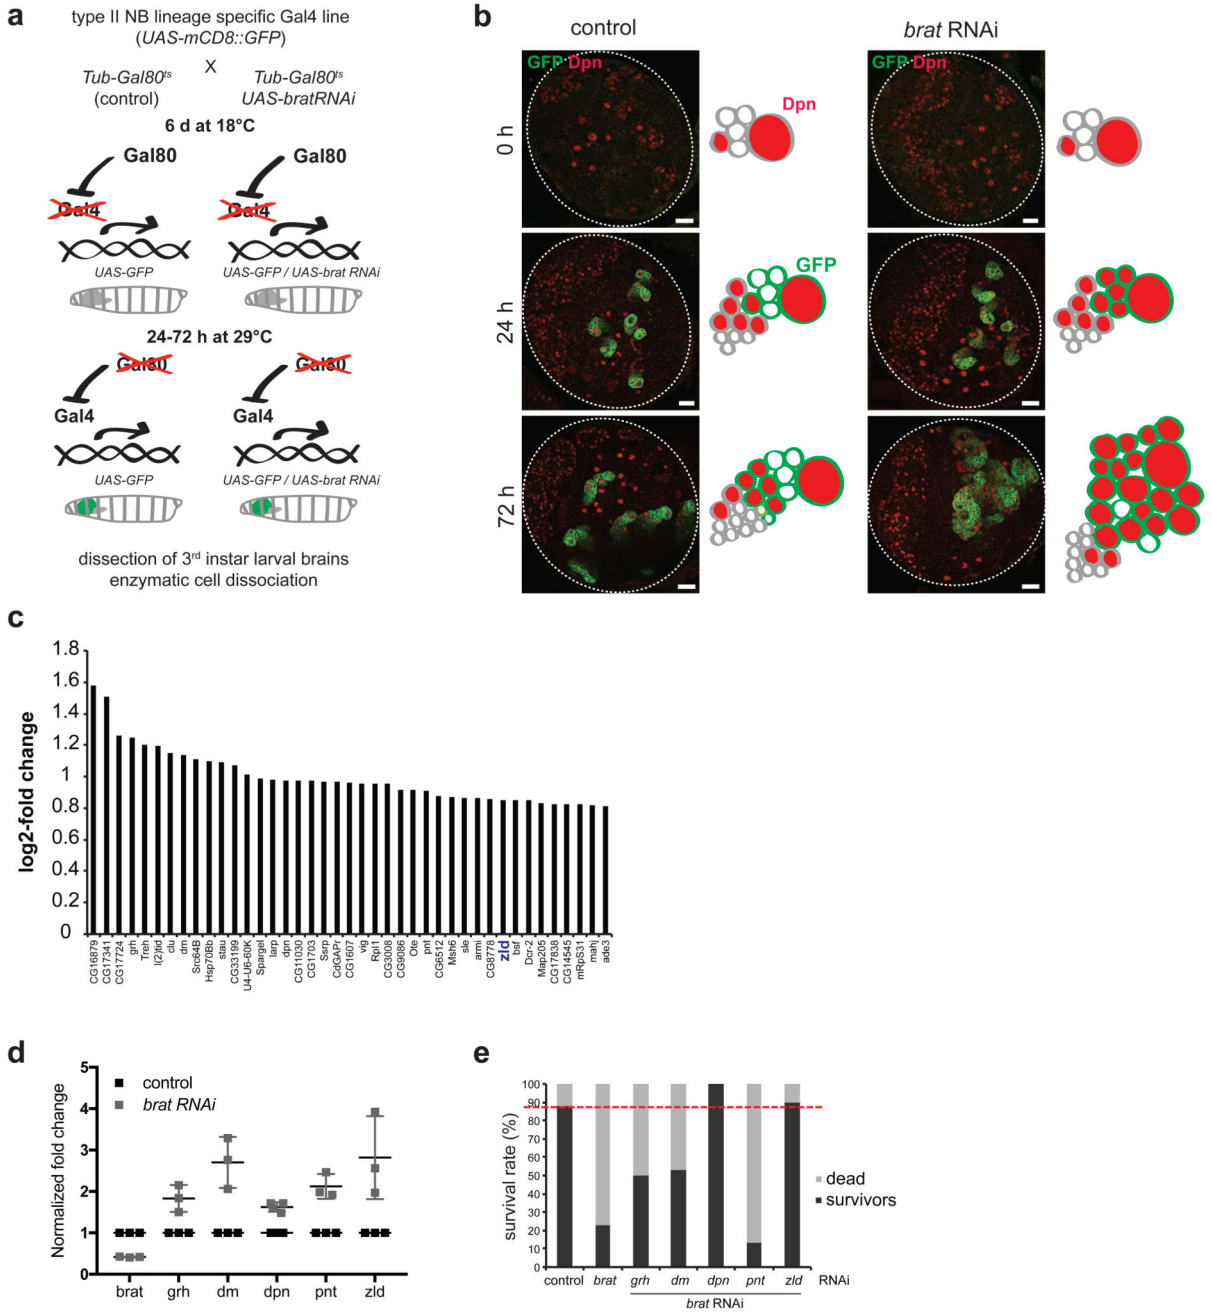 a
type II NB lineage specific Gal4 line
(UAS-mCD8::GFP)
X
Tub-Gal80ts
(control)
Tub-Gal80ts
UAS-bratRNAi
6 d at 18°C
Gal80
Gal80
Gal4
Gal4
UAS-GFP
UAS-GFP / UAS-brat RNAi
24-72 h at 29°C
Gal80
Gal80
Gal4
Gal4
UAS-GFP
UAS-GFP / UAS-brat RNAi
dissection of 3rd instar larval brains
enzymatic cell dissociation
b
control
brat RNAi
GFP Dpn
Dpn
GFP Dpn
0 h
24 h
GFP
72 h
c
log2-fold change
1.8
1.6
1.4
1.2
1
0.8
0.6
0.4
0.2
0
CG16879
CG17341
CG17724
grh
Treh
l(2)tid
clu
dm
Src64B
Hsp70Bb
stau
CG33199
U4-U6-60K
Spargel
larp
dpn
CG11030
CG1703
Ssrp
CdGAPr
CG1607
vig
RpI1
CG3008
CG9086
Ote
pnt
CG6512
Msh6
sle
armi
CG8778
zld
bsf
Dcr-2
Map205
CG17838
CG14545
mRpS31
mahj
ade3
d
Normalized fold change
5
4
3
2
1
0
control
brat RNAi
brat
grh
dm
dpn
pnt
zld
e
survival rate (%)
100
90
80
70
60
50
40
30
20
10
0
dead
survivors
control
brat
grh
dm
dpn
pnt
zld
RNAi
brat RNAi